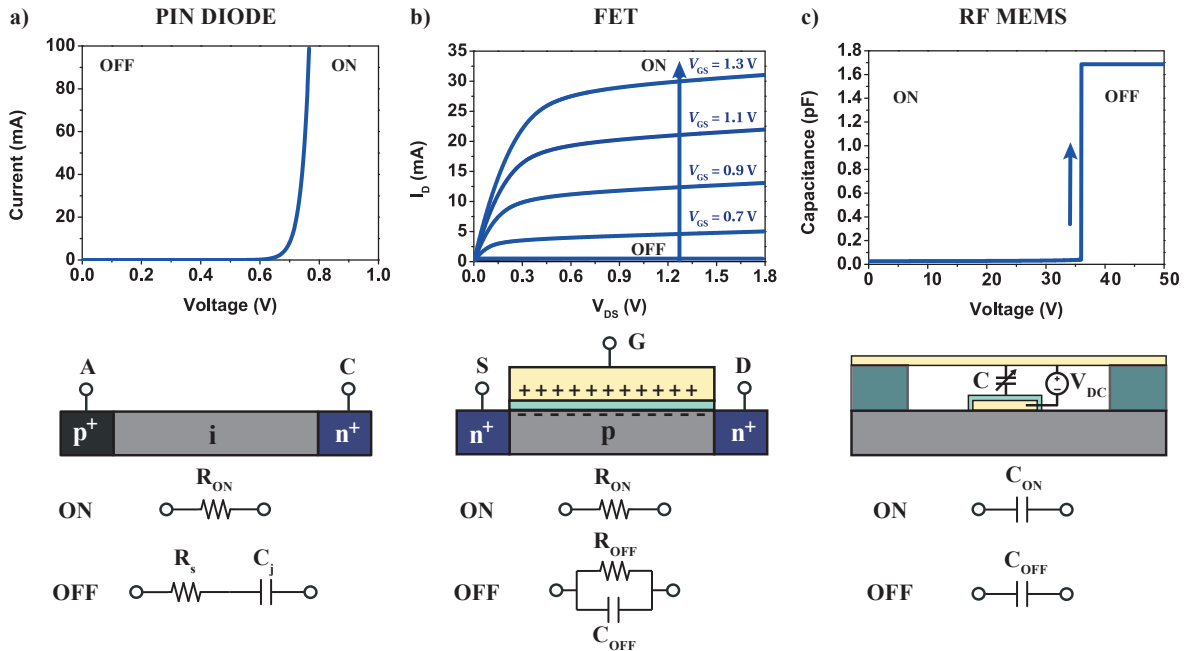 a) PIN DIODE
100
80
60
40
20
0
Current (mA)
OFF
ON
0.0 0.2 0.4 0.6 0.8 1.0
Voltage (V)
A
C
p+
i
n+
ON
R_ON
OFF
R_s C_j
b) FET
35
30
25
20
15
10
5
0
I_D (mA)
ON
V_GS = 1.3 V
V_GS = 1.1 V
V_GS = 0.9 V
V_GS = 0.7 V
OFF
0.0 0.3 0.6 0.9 1.2 1.5 1.8
V_DS (V)
G
S
D
+ + + + + + + + + +
- - - - - - - - - - - - -
n+
p
n+
ON
R_ON
OFF
R_OFF
C_OFF
c) RF MEMS
1.8
1.6
1.4
1.2
1.0
0.8
0.6
0.4
0.2
0.0
Capacitance (pF)
ON
OFF
0 10 20 30 40 50
Voltage (V)
C
+
−
V_DC
ON
C_ON
OFF
C_OFF